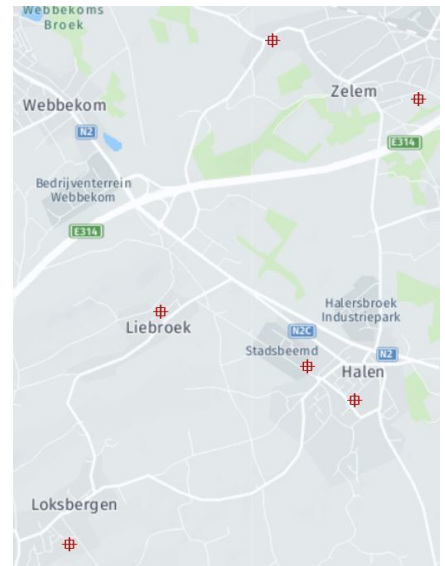 Webbekoms
Broek
Zelem
Webbekom
N2
E314
Bedrijventerrein
Webbekom
E314
Halersbroek
Industriepark
Liebroek
N2C
Stadsbeemd
N2
Halen
Loksbergen